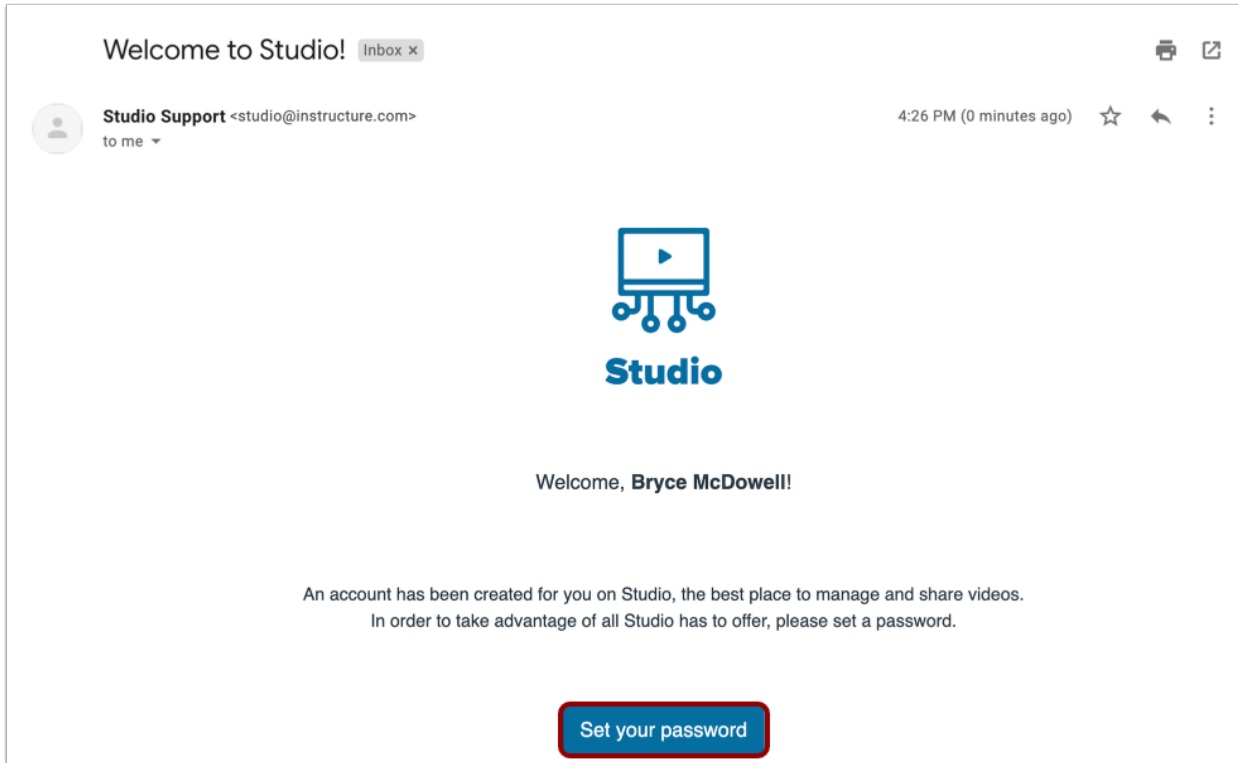 Welcome to Studio! Inbox ×
Studio Support <studio@instructure.com> 4:26 PM (0 minutes ago)
to me
Studio
Welcome, Bryce McDowell!
An account has been created for you on Studio, the best place to manage and share videos.
In order to take advantage of all Studio has to offer, please set a password.
Set your password